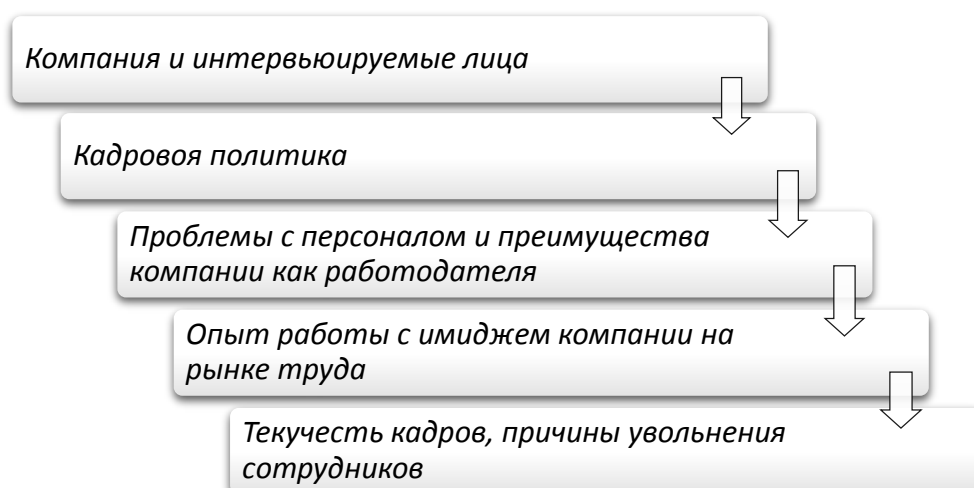 Компания и интервьюируемые лица
Кадровоя политика
Проблемы с персоналом и преимущества
компании как работодателя
Опыт работы с имиджем компании на
рынке труда
Текучесть кадров, причины увольнения
сотрудников